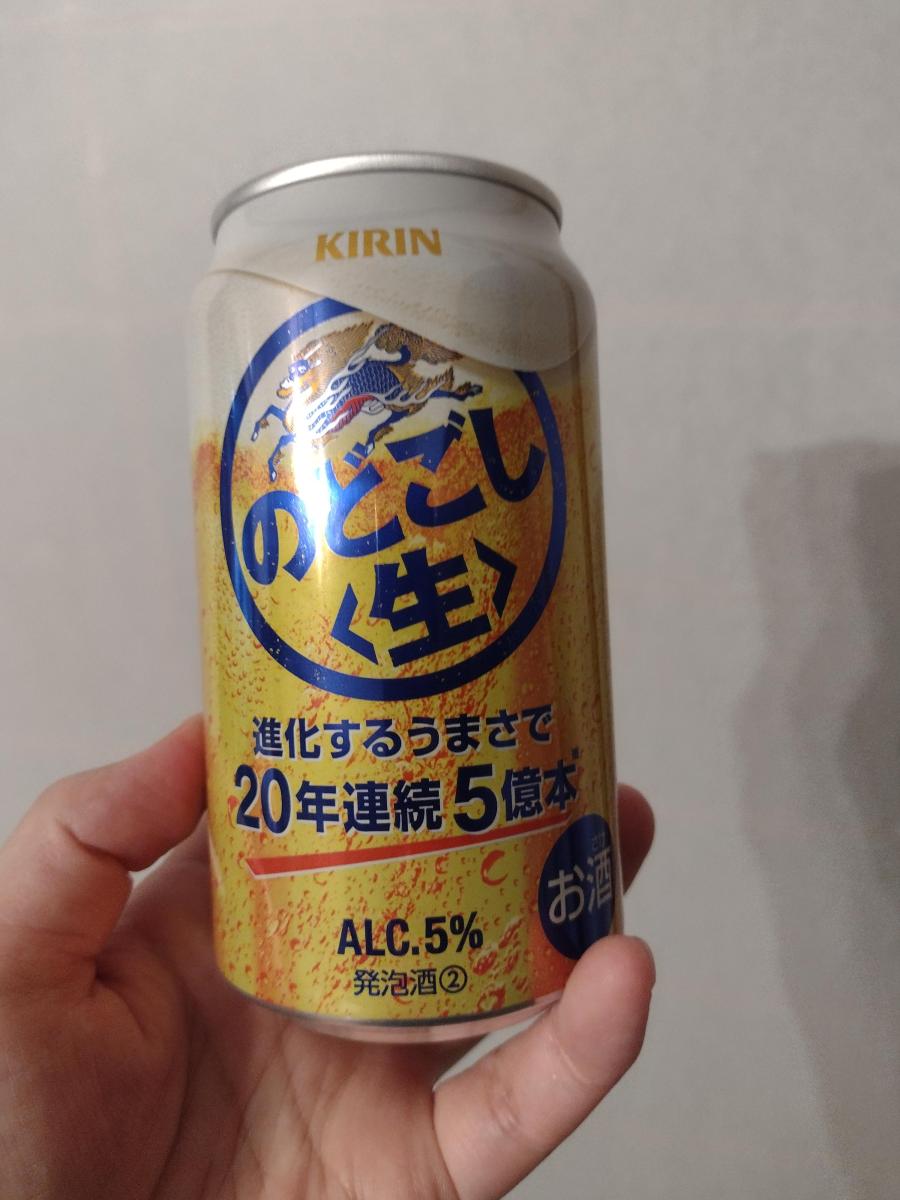 KIRIN
のどごし
〈生〉
進化するうまさで
20年連続5億本※
お酒
ALC.5%
発泡酒②